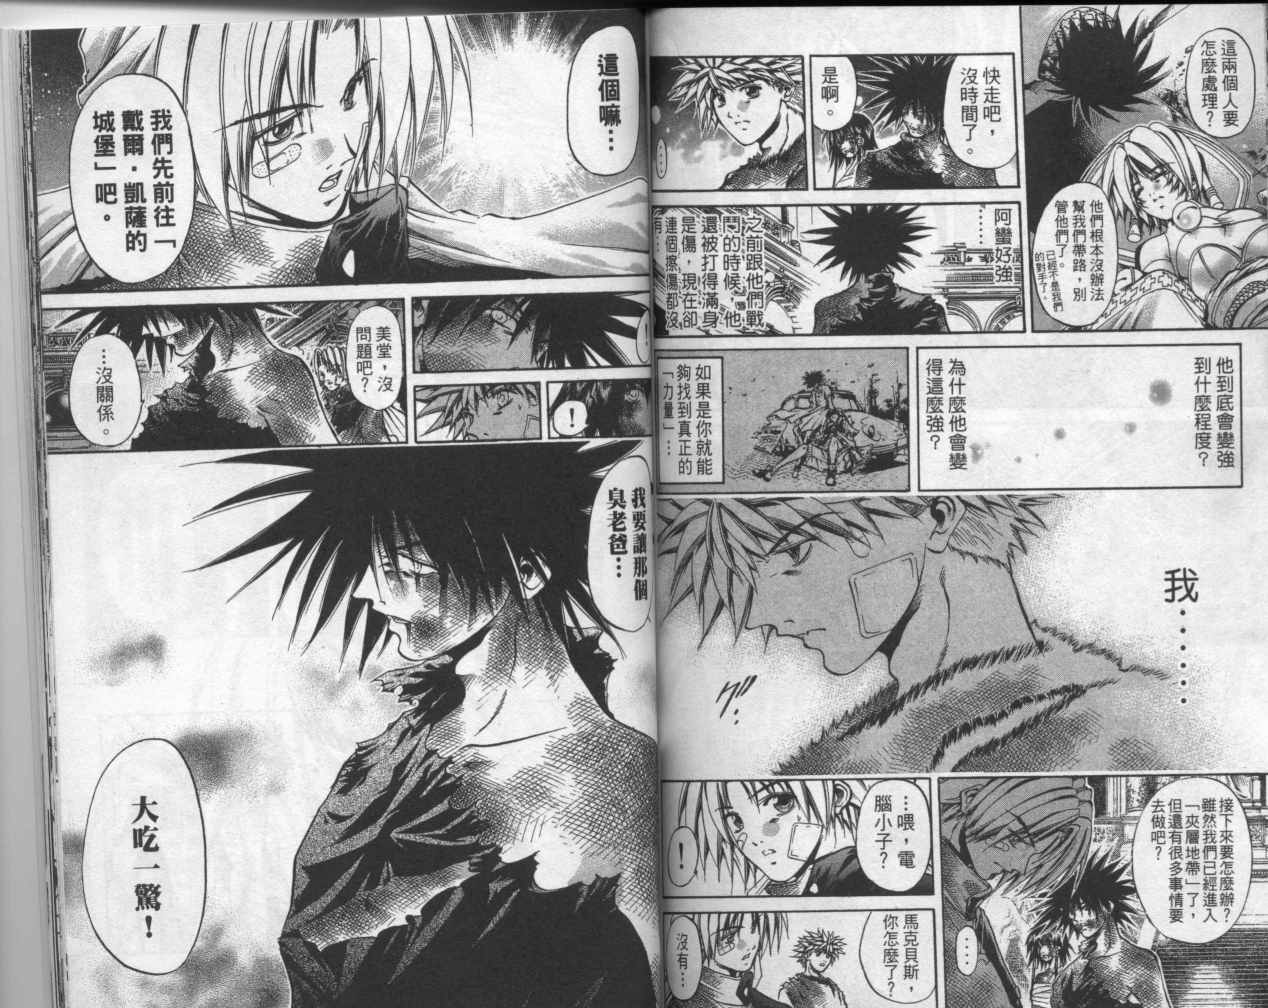 這兩個人要
怎麼處理?
他們根本沒辦法
幫我們帶路,別
管他們了。
已經不是我們
的對手了。
快走吧,
沒時間了。
是啊。
…
阿蠻好強
……
之前跟他們戰
鬥的時候,他
還被打得滿身
是傷,現在卻
連個擦傷都沒
有…
他到底會變強
到什麼程度?
為什麼他會變
得這麼強?
如果是你就能
夠找到真正的
「力量」…
我……
グ…
接下來要怎麼辦?
雖然我們已經進入
「夾層地帶」了,
但還有很多事情要
去做吧?
…
…喂,電
腦小子?
!
馬克貝斯,
你怎麼了?
沒有…
這個嘛…
我們先前往「
戴爾·凱薩的
城堡」吧。
!
!
美堂,沒
問題吧?
…沒關係。
我要讓那個
臭老爸…
大吃一驚!